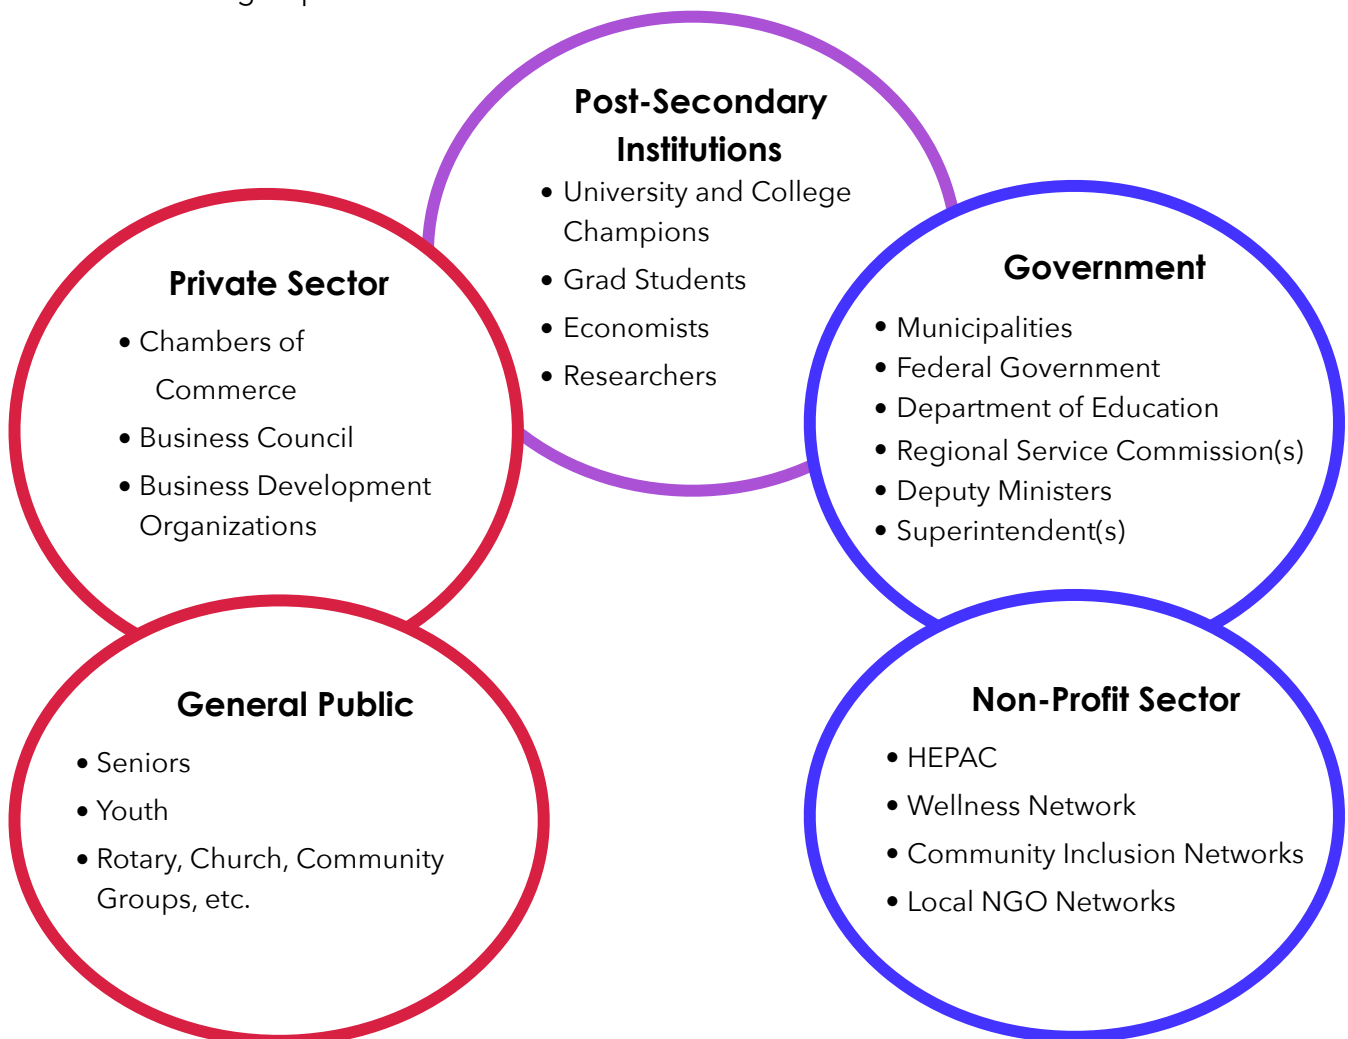 Post-Secondary
Institutions
• University and College
Champions
• Grad Students
• Economists
• Researchers
Private Sector
• Chambers of
Commerce
• Business Council
• Business Development
Organizations
Government
• Municipalities
• Federal Government
• Department of Education
• Regional Service Commission(s)
• Deputy Ministers
• Superintendent(s)
General Public
• Seniors
• Youth
• Rotary, Church, Community
Groups, etc.
Non-Profit Sector
• HEPAC
• Wellness Network
• Community Inclusion Networks
• Local NGO Networks